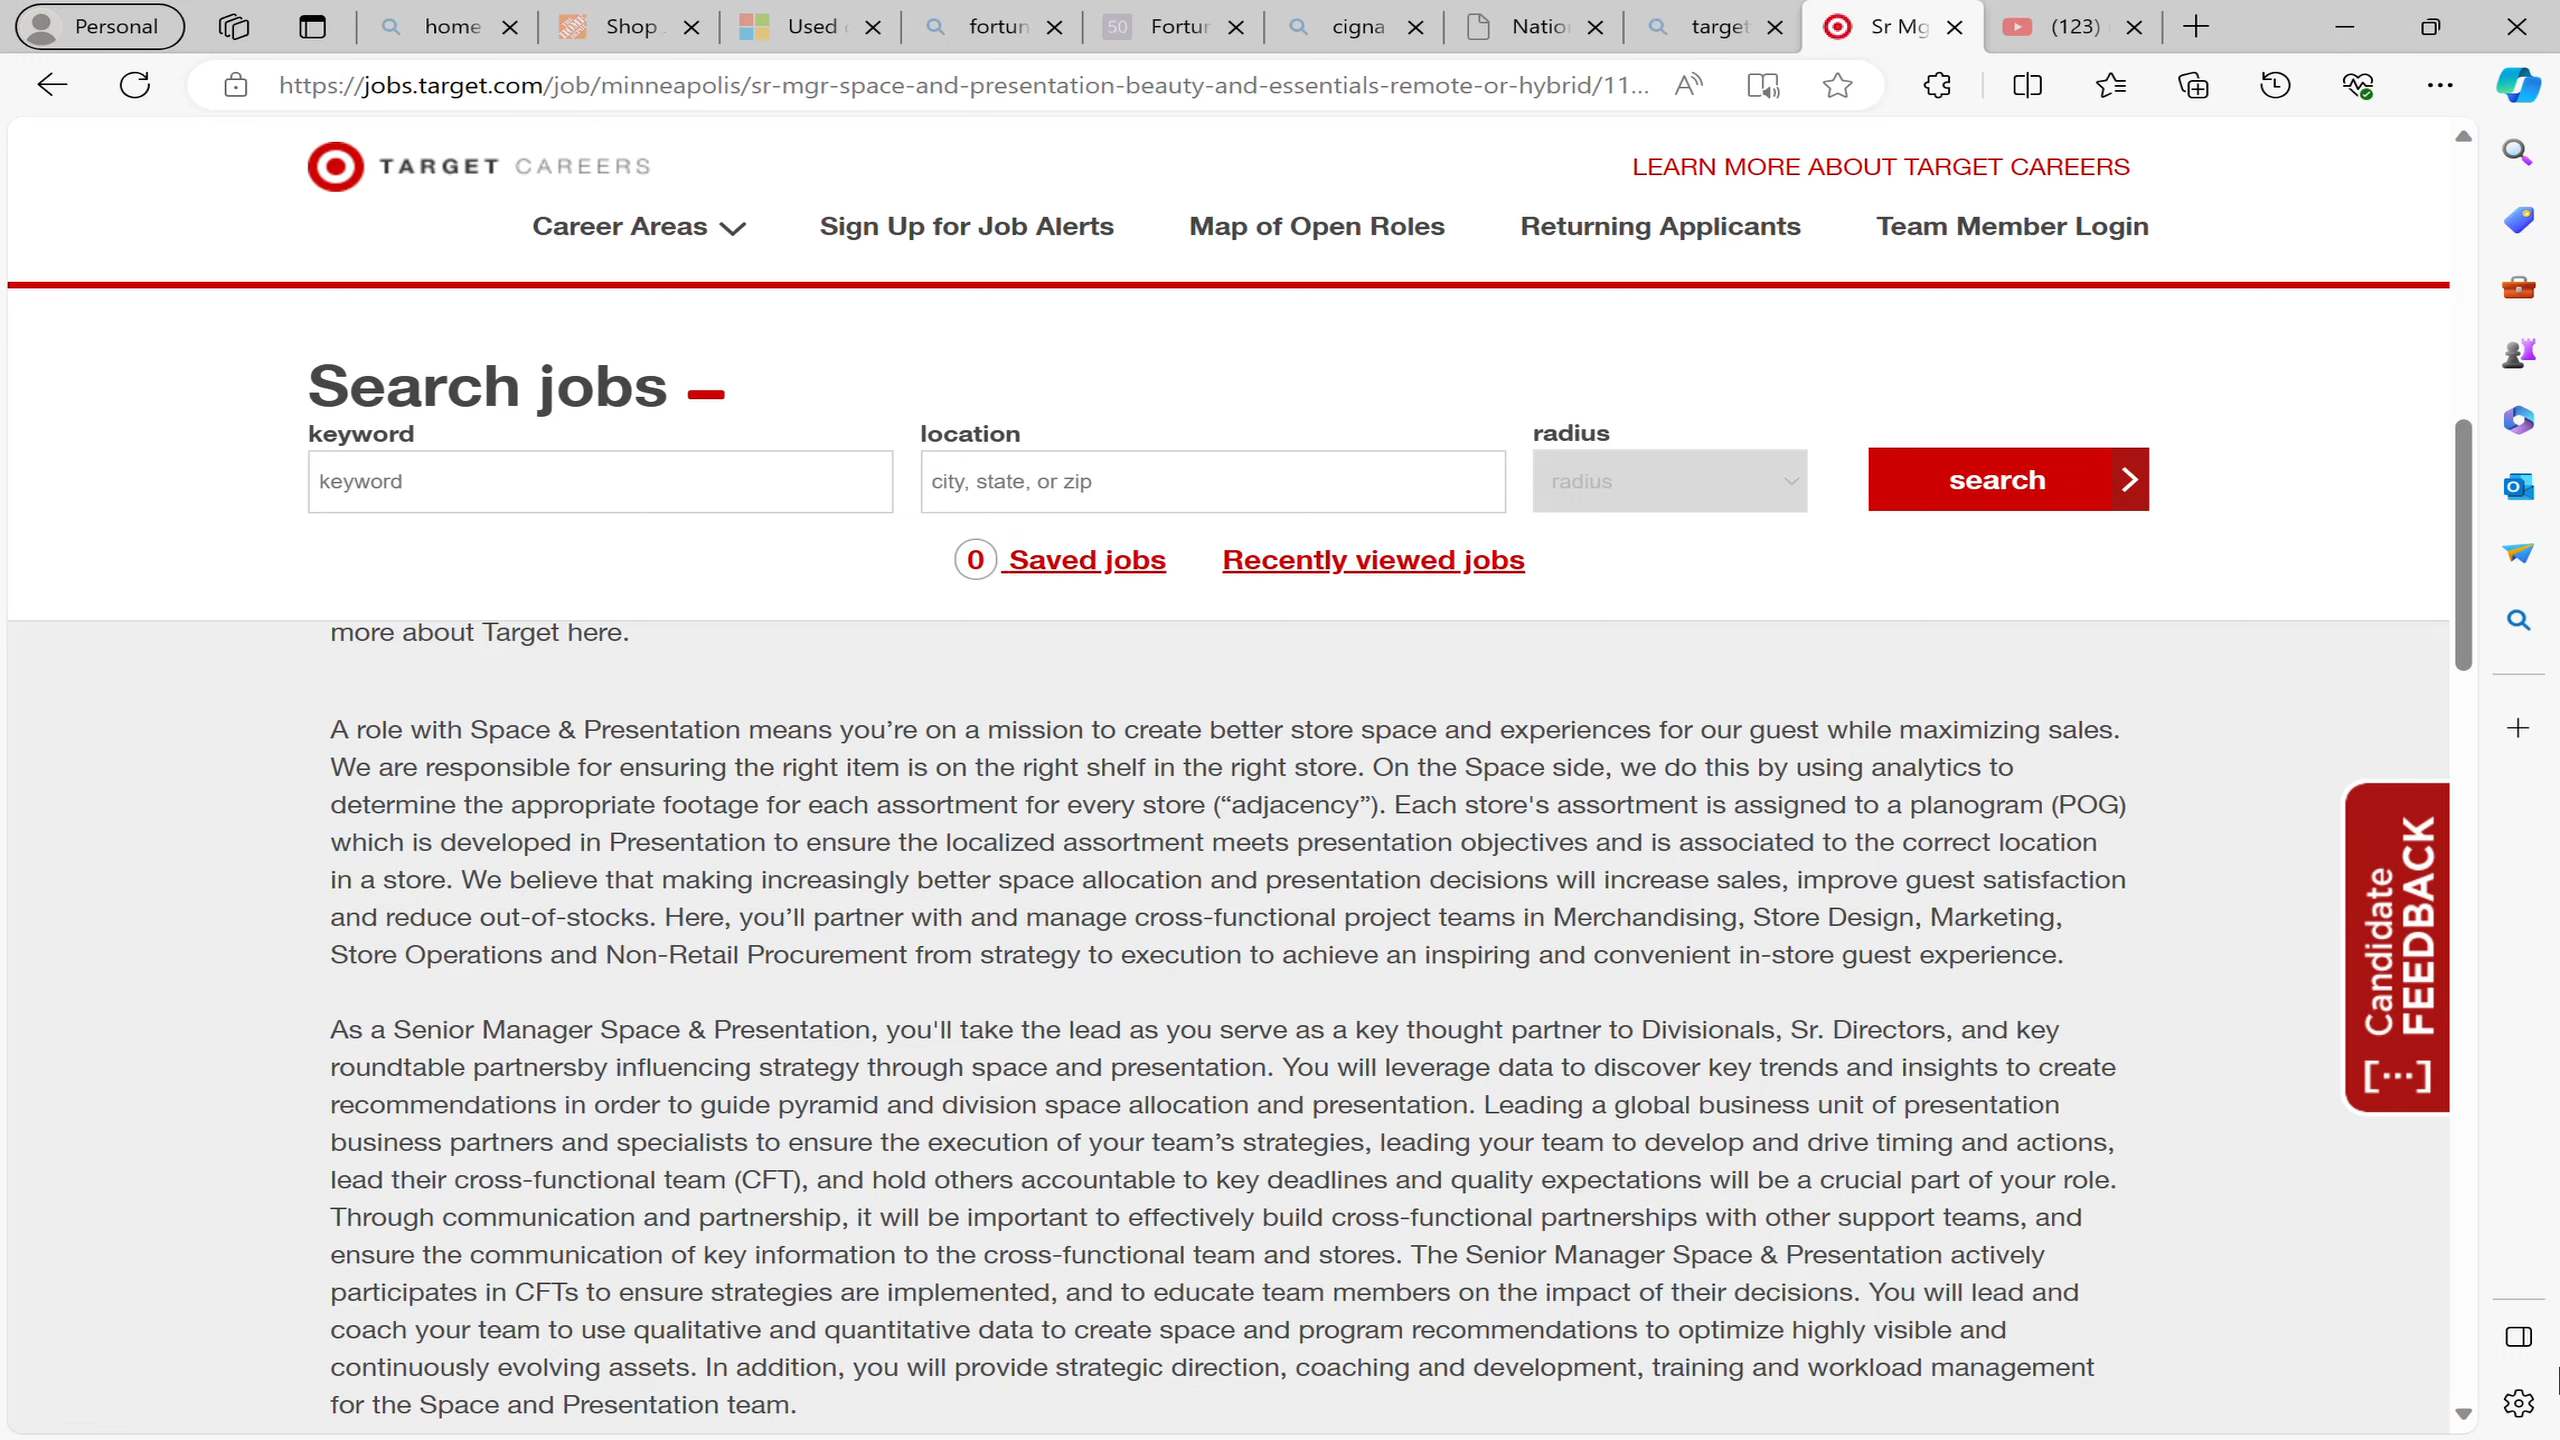 Personal
home
Shop
Used
fortun
50
Fortur
cigna
Natio
target
Sr Mg
(123)
https://jobs.target.com/job/minneapolis/sr-mgr-space-and-presentation-beauty-and-essentials-remote-or-hybrid/11...
TARGET CAREERS
LEARN MORE ABOUT TARGET CAREERS
Career Areas
Sign Up for Job Alerts
Map of Open Roles
Returning Applicants
Team Member Login
Search jobs
keyword
location
radius
keyword
city, state, or zip
radius
search
0 Saved jobs
Recently viewed jobs
more about Target here.
A role with Space & Presentation means you’re on a mission to create better store space and experiences for our guest while maximizing sales.
We are responsible for ensuring the right item is on the right shelf in the right store. On the Space side, we do this by using analytics to
determine the appropriate footage for each assortment for every store (“adjacency”). Each store's assortment is assigned to a planogram (POG)
which is developed in Presentation to ensure the localized assortment meets presentation objectives and is associated to the correct location
in a store. We believe that making increasingly better space allocation and presentation decisions will increase sales, improve guest satisfaction
and reduce out-of-stocks. Here, you’ll partner with and manage cross-functional project teams in Merchandising, Store Design, Marketing,
Store Operations and Non-Retail Procurement from strategy to execution to achieve an inspiring and convenient in-store guest experience.
As a Senior Manager Space & Presentation, you'll take the lead as you serve as a key thought partner to Divisionals, Sr. Directors, and key
roundtable partnersby influencing strategy through space and presentation. You will leverage data to discover key trends and insights to create
recommendations in order to guide pyramid and division space allocation and presentation. Leading a global business unit of presentation
business partners and specialists to ensure the execution of your team’s strategies, leading your team to develop and drive timing and actions,
lead their cross-functional team (CFT), and hold others accountable to key deadlines and quality expectations will be a crucial part of your role.
Through communication and partnership, it will be important to effectively build cross-functional partnerships with other support teams, and
ensure the communication of key information to the cross-functional team and stores. The Senior Manager Space & Presentation actively
participates in CFTs to ensure strategies are implemented, and to educate team members on the impact of their decisions. You will lead and
coach your team to use qualitative and quantitative data to create space and program recommendations to optimize highly visible and
continuously evolving assets. In addition, you will provide strategic direction, coaching and development, training and workload management
for the Space and Presentation team.
Candidate
FEEDBACK